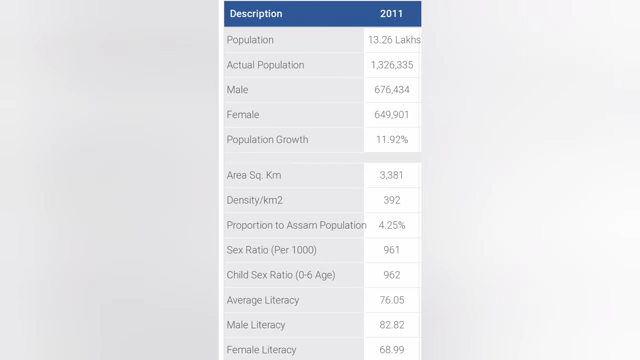 Description 2011
Population 13.26 Lakhs
Actual Population 1,326,335
Male 676,434
Female 649,901
Population Growth 11.92%
Area Sq. Km 3,381
Density/km2 392
Proportion to Assam Population 4.25%
Sex Ratio (Per 1000) 961
Child Sex Ratio (0-6 Age) 962
Average Literacy 76.05
Male Literacy 82.82
Female Literacy 68.99